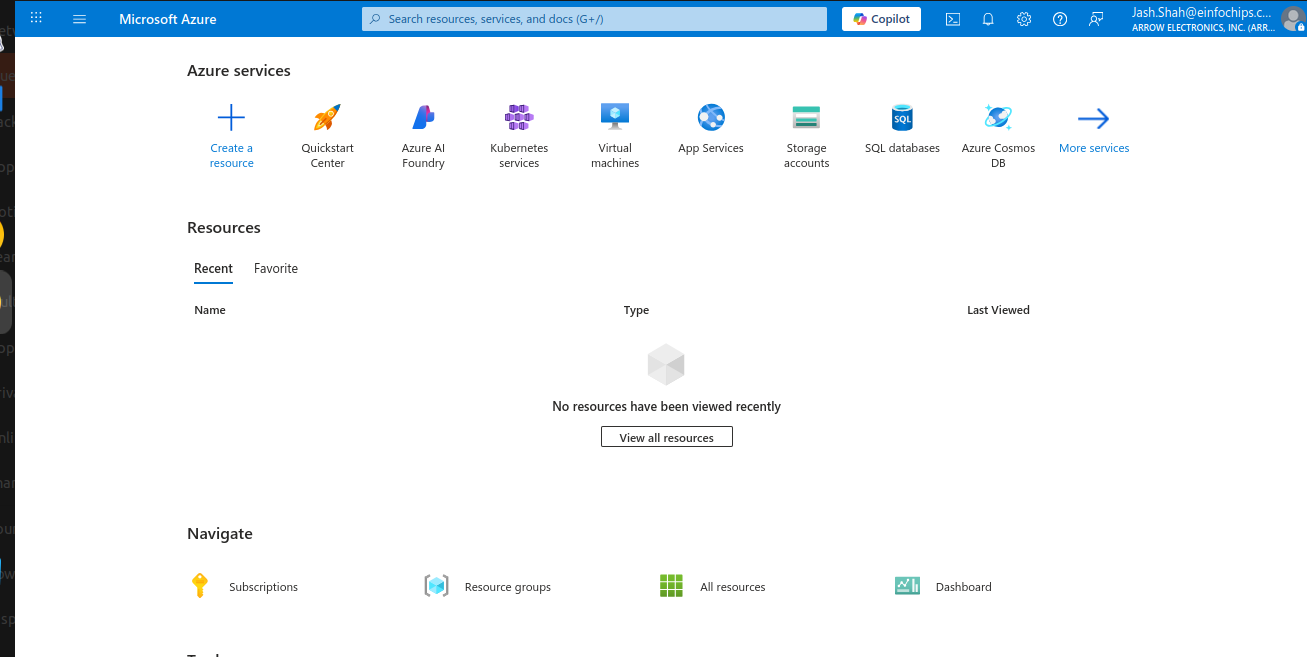 Microsoft Azure
Search resources, services, and docs (G+/)
Copilot
Jash.Shah@einfochips.c...
ARROW ELECTRONICS, INC. (ARR...
Azure services
Create a
resource
Quickstart
Center
Azure AI
Foundry
Kubernetes
services
Virtual
machines
App Services
Storage
accounts
SQL
SQL databases
Azure Cosmos
DB
More services
Resources
Recent
Favorite
Name
Type
Last Viewed
No resources have been viewed recently
View all resources
Navigate
Subscriptions
Resource groups
All resources
Dashboard